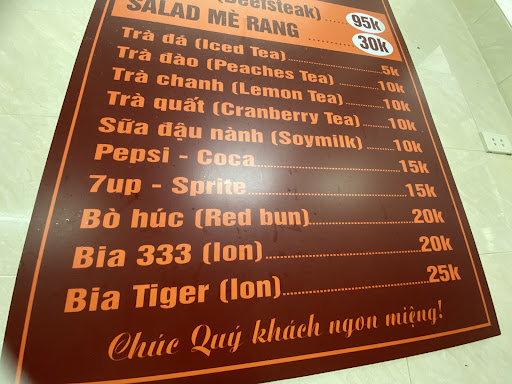 (Beefsteak) 95k
SALAD MÈ RANG 30k
Trà đá (Iced Tea) 5k
Trà đào (Peaches Tea) 10k
Trà chanh (Lemon Tea) 10k
Trà quất (Cranberry Tea) 10k
Sữa đậu nành (Soymilk) 10k
Pepsi - Coca 15k
7up - Sprite 15k
Bò húc (Red bun) 20k
Bia 333 (lon) 20k
Bia Tiger (lon) 25k
Chúc Quý khách ngon miệng!